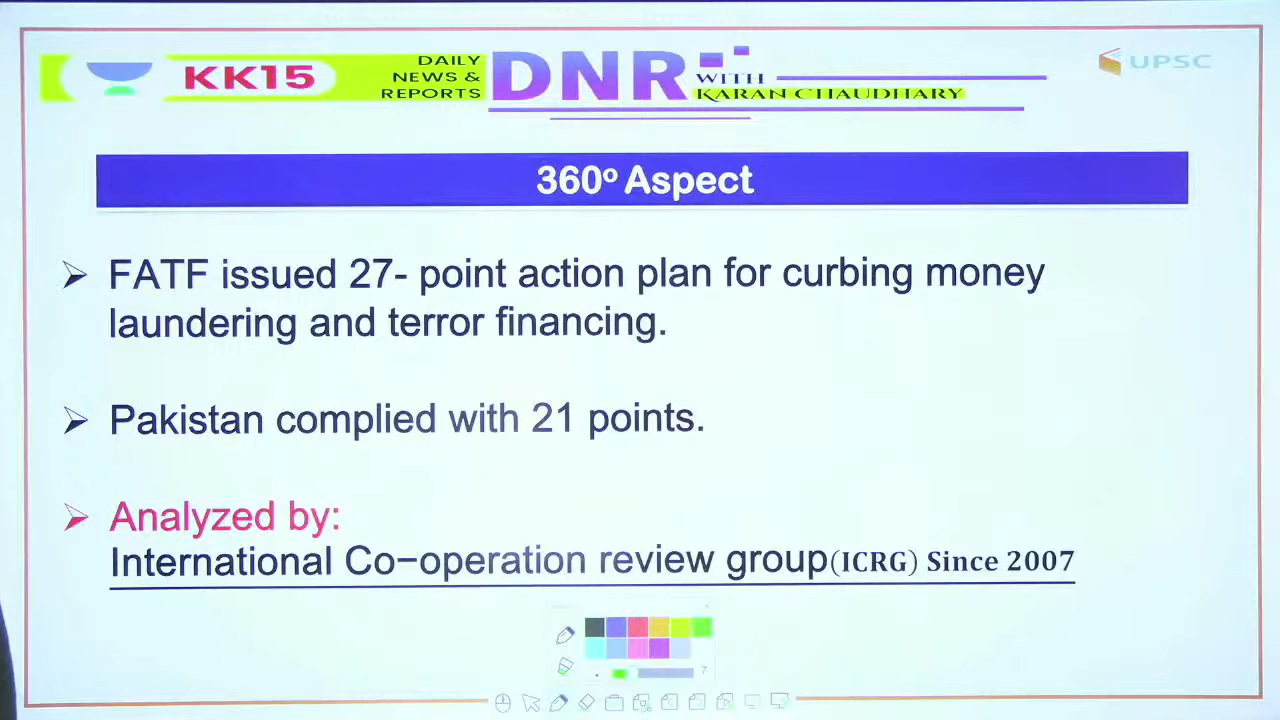 KK15
DAILY
NEWS &
REPORTS
DNR
WITH
KARAN CHAUDHARY
UPSC
360º Aspect
➢ FATF issued 27- point action plan for curbing money
laundering and terror financing.
➢ Pakistan complied with 21 points.
➢ Analyzed by:
International Co−operation review group(ICRG) Since 2007
7